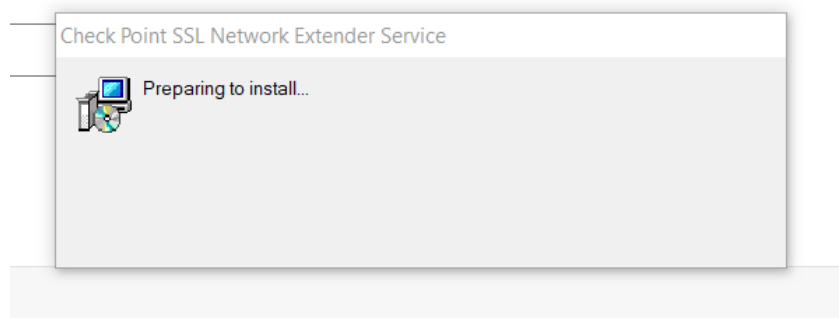 Check Point SSL Network Extender Service
Preparing to install...